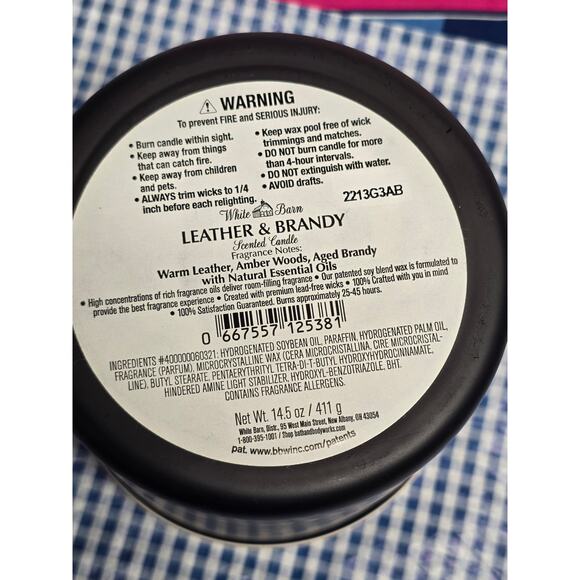 ⚠ WARNING
To prevent FIRE and SERIOUS INJURY:
• Burn candle within sight.
• Keep away from things
that can catch fire.
• Keep away from children
and pets.
• ALWAYS trim wicks to 1/4
inch before each relighting.
• Keep wax pool free of wick
trimmings and matches.
• DO NOT burn candle for more
than 4-hour intervals.
• DO NOT extinguish with water.
• AVOID drafts.
2213G3AB
White Barn
LEATHER & BRANDY
Scented Candle
Fragrance Notes:
Warm Leather, Amber Woods, Aged Brandy
with Natural Essential Oils
• High concentrations of rich fragrance oils deliver room-filling fragrance • Our patented soy blend wax is formulated to
provide the best fragrance experience • Created with premium lead-free wicks • 100% Crafted with you in mind
• 100% Satisfaction Guaranteed. Burns approximately 25-45 hours.
0 667557 125381
INGREDIENTS #400000060321: HYDROGENATED SOYBEAN OIL, PARAFFIN, HYDROGENATED PALM OIL,
FRAGRANCE (PARFUM), MICROCRYSTALLINE WAX (CERA MICROCRISTALLINA, CIRE MICROCRISTAL-
LINE), BUTYL STEARATE, PENTAERYTHRITYL TETRA-DI-T-BUTYL HYDROXYHYDROCINNAMATE,
HINDERED AMINE LIGHT STABILIZER, HYDROXYL-BENZOTRIAZOLE, BHT.
CONTAINS FRAGRANCE ALLERGENS.
Net Wt. 14.5 oz / 411 g
White Barn, Distr., 95 West Main Street, New Albany, OH 43054
1-800-395-1001 / Shop bathandbodyworks.com
pat. www.bbwinc.com/patents